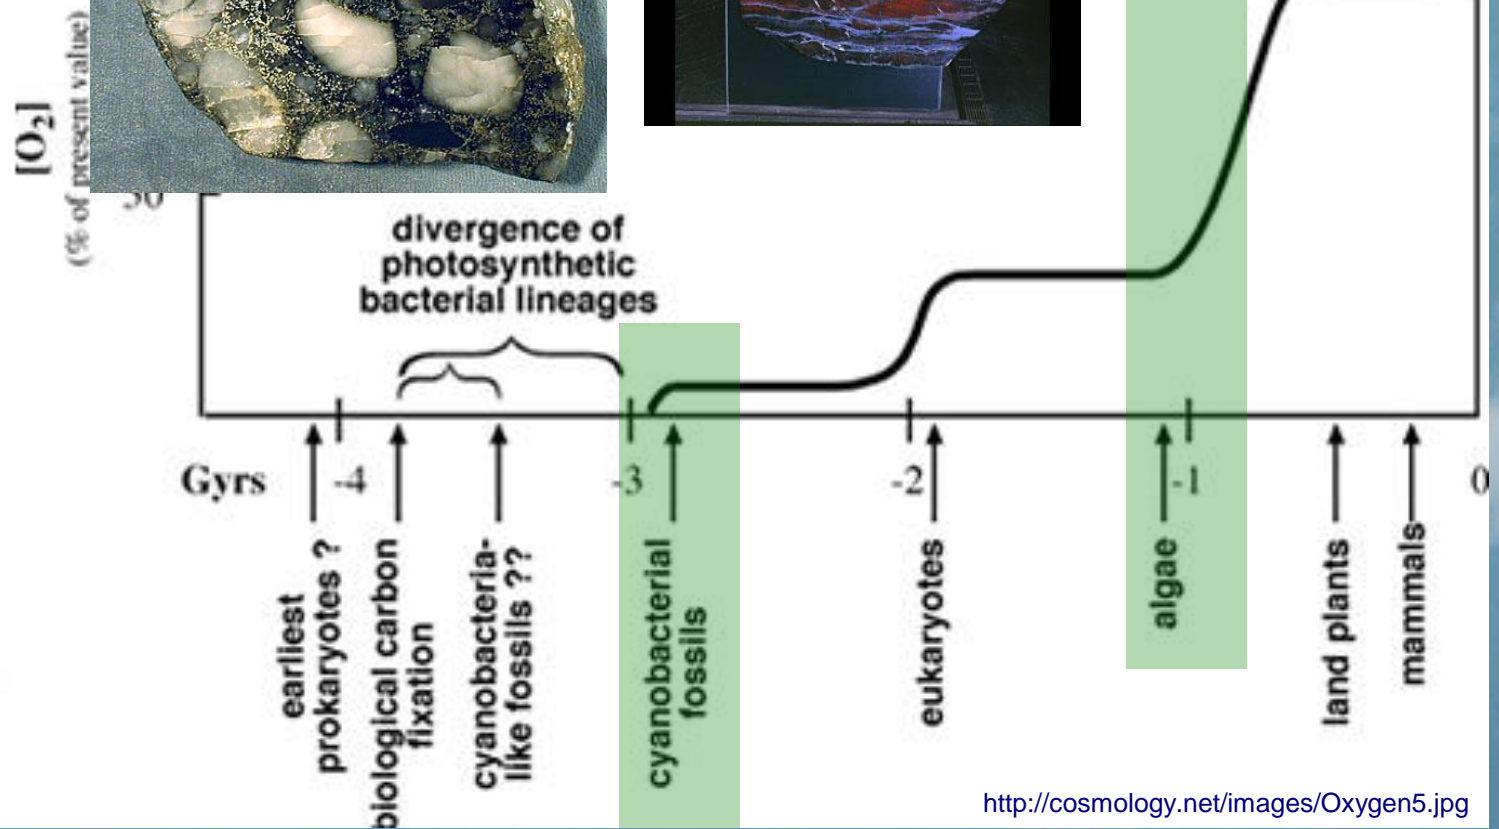 [O₂]
(% of present value)
50
divergence of
photosynthetic
bacterial lineages
Gyrs
-4
-3
-2
-1
0
earliest
prokaryotes ?
biological carbon
fixation
cyanobacteria-
like fossils ??
cyanobacterial
fossils
eukaryotes
algae
land plants
mammals
http://cosmology.net/images/Oxygen5.jpg